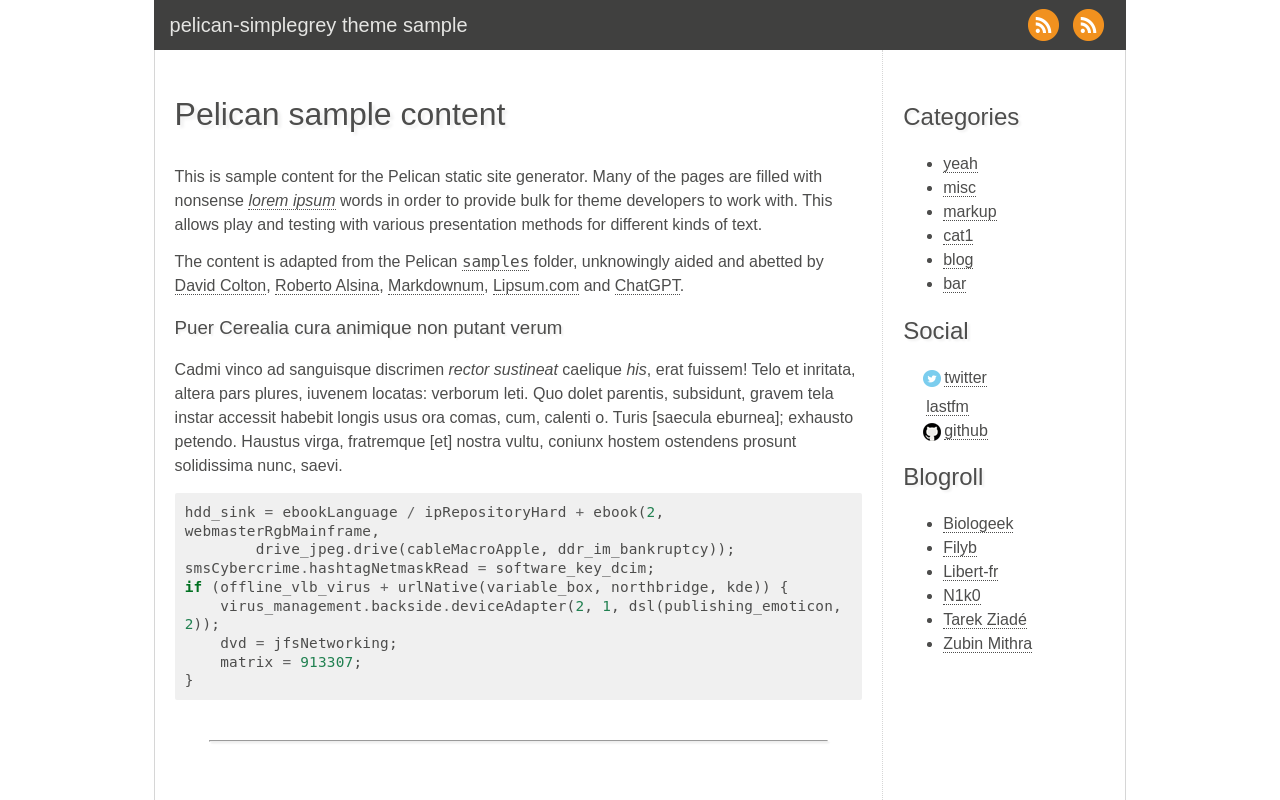 pelican-simplegrey theme sample
Pelican sample content
This is sample content for the Pelican static site generator. Many of the pages are filled with
nonsense lorem ipsum words in order to provide bulk for theme developers to work with. This
allows play and testing with various presentation methods for different kinds of text.
The content is adapted from the Pelican samples folder, unknowingly aided and abetted by
David Colton, Roberto Alsina, Markdownum, Lipsum.com and ChatGPT.
Puer Cerealia cura animique non putant verum
Cadmi vinco ad sanguisque discrimen rector sustineat caelique his, erat fuissem! Telo et inritata,
altera pars plures, iuvenem locatas: verborum leti. Quo dolet parentis, subsidunt, gravem tela
instar accessit habebit longis usus ora comas, cum, calenti o. Turis [saecula eburnea]; exhausto
petendo. Haustus virga, fratremque [et] nostra vultu, coniunx hostem ostendens prosunt
solidissima nunc, saevi.
hdd_sink = ebookLanguage / ipRepositoryHard + ebook(2,
webmasterRgbMainframe,
        drive_jpeg.drive(cableMacroApple, ddr_im_bankruptcy));
smsCybercrime.hashtagNetmaskRead = software_key_dcim;
if (offline_vlb_virus + urlNative(variable_box, northbridge, kde)) {
    virus_management.backside.deviceAdapter(2, 1, dsl(publishing_emoticon,
2));
    dvd = jfsNetworking;
    matrix = 913307;
}
Categories
yeah
misc
markup
cat1
blog
bar
Social
twitter
lastfm
github
Blogroll
Biologeek
Filyb
Libert-fr
N1k0
Tarek Ziadé
Zubin Mithra